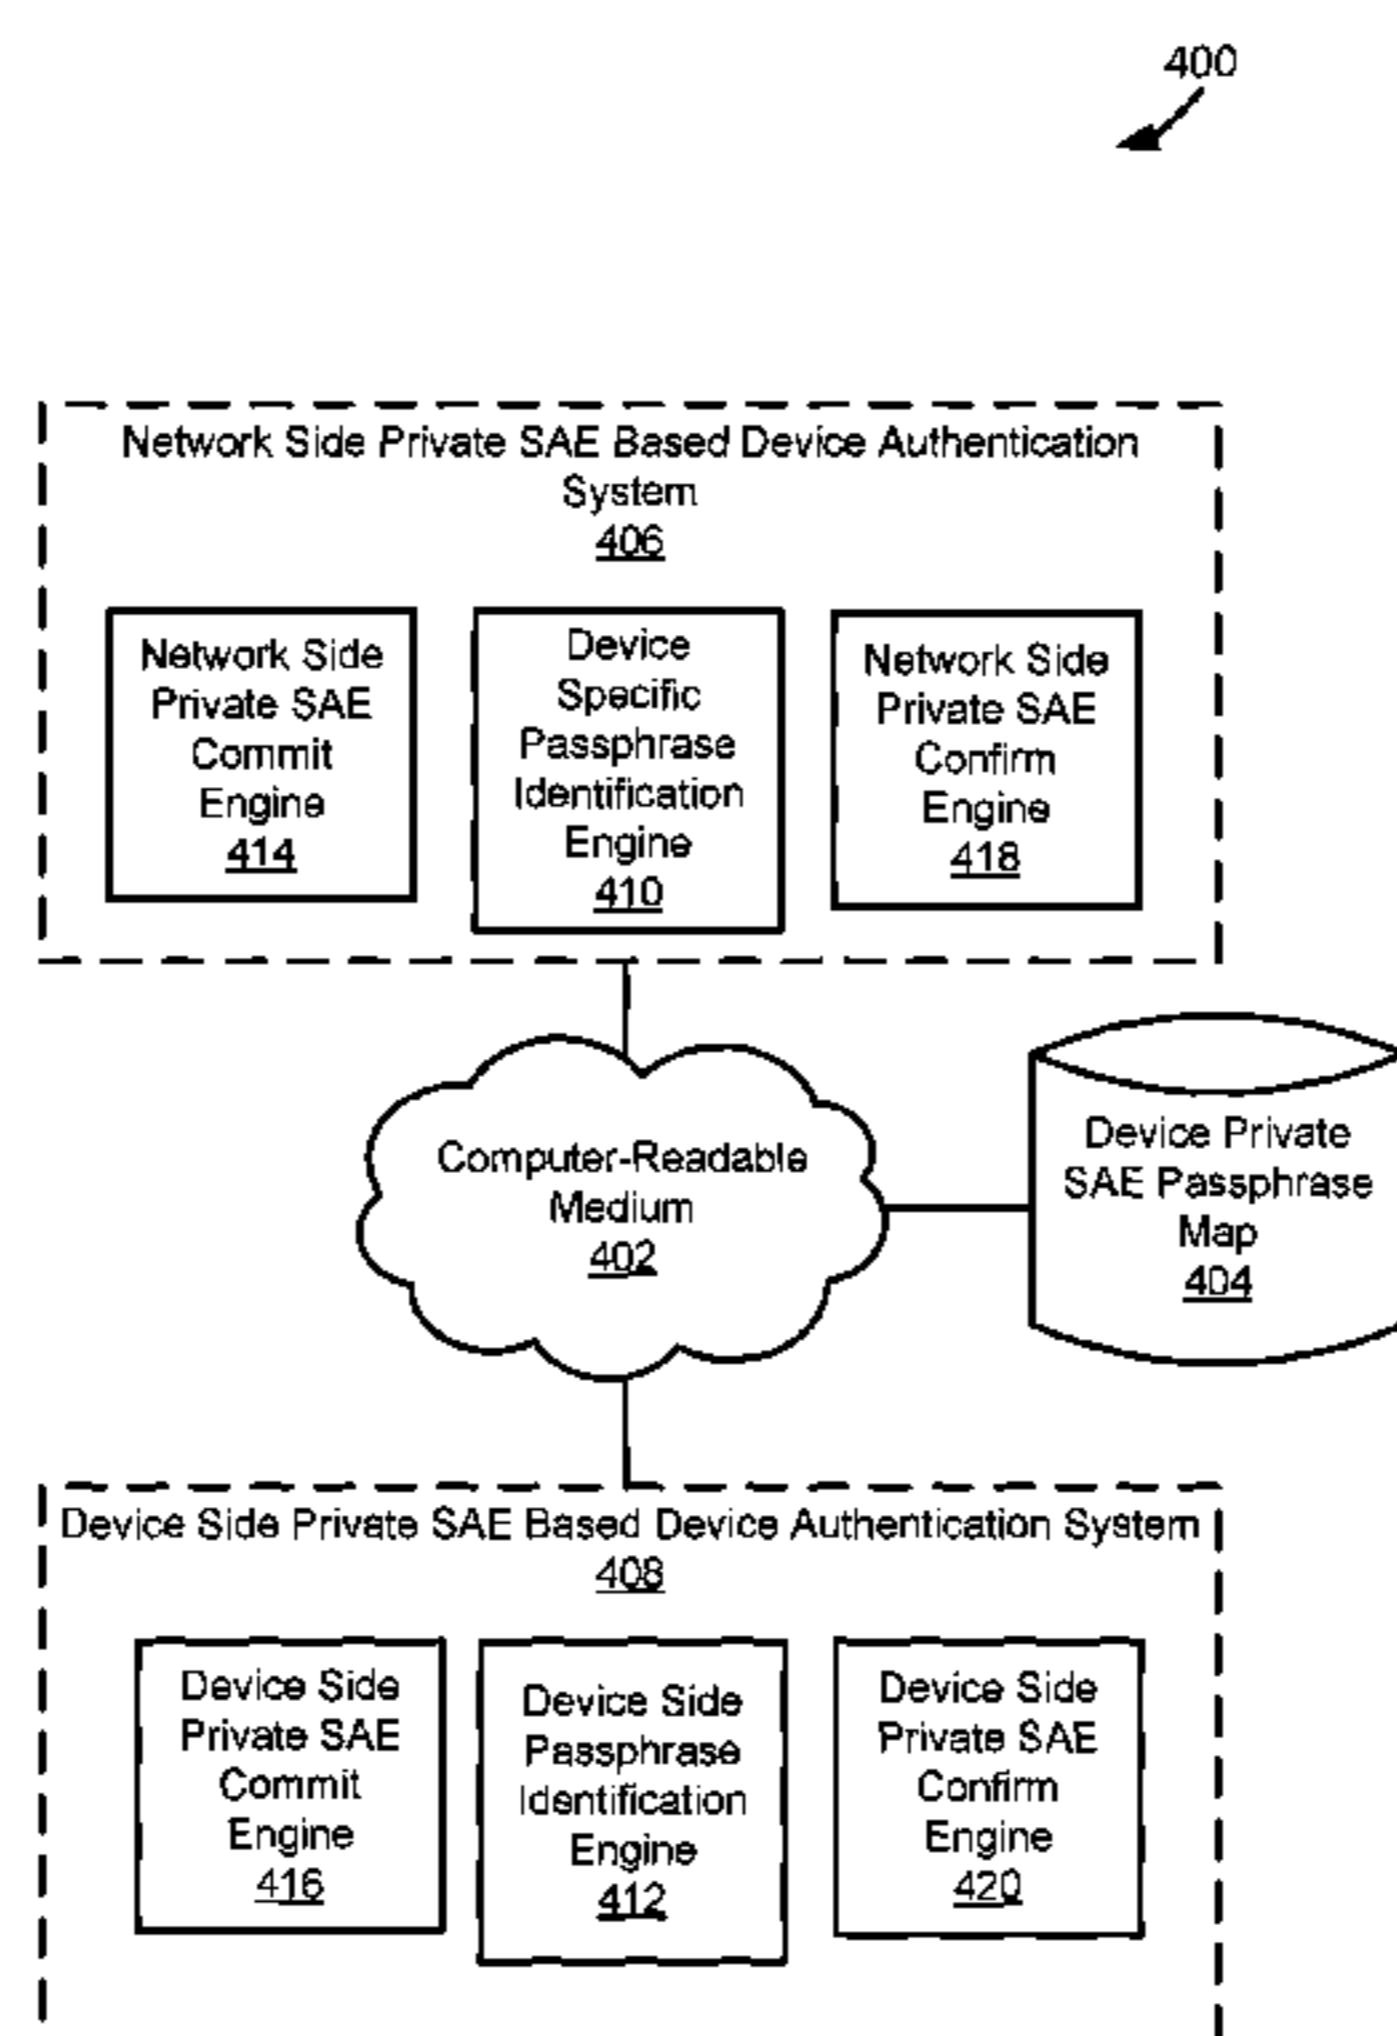 400
Network Side Private SAE Based Device Authentication
System
406
Network Side
Private SAE
Commit
Engine
414
Device
Specific
Passphrase
Identification
Engine
410
Network Side
Private SAE
Confirm
Engine
418
Computer-Readable
Medium
402
Device Private
SAE Passphrase
Map
404
Device Side Private SAE Based Device Authentication System
408
Device Side
Private SAE
Commit
Engine
416
Device Side
Passphrase
Identification
Engine
412
Device Side
Private SAE
Confirm
Engine
420